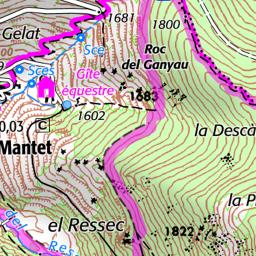 1681
1800
Gelat
Sce
Roc
del Ganyau
Sces
Gîte
équestre
1683
1602
0,03
Cl
Mantet
la Descà
el Ressec
la P
del
Res
1822